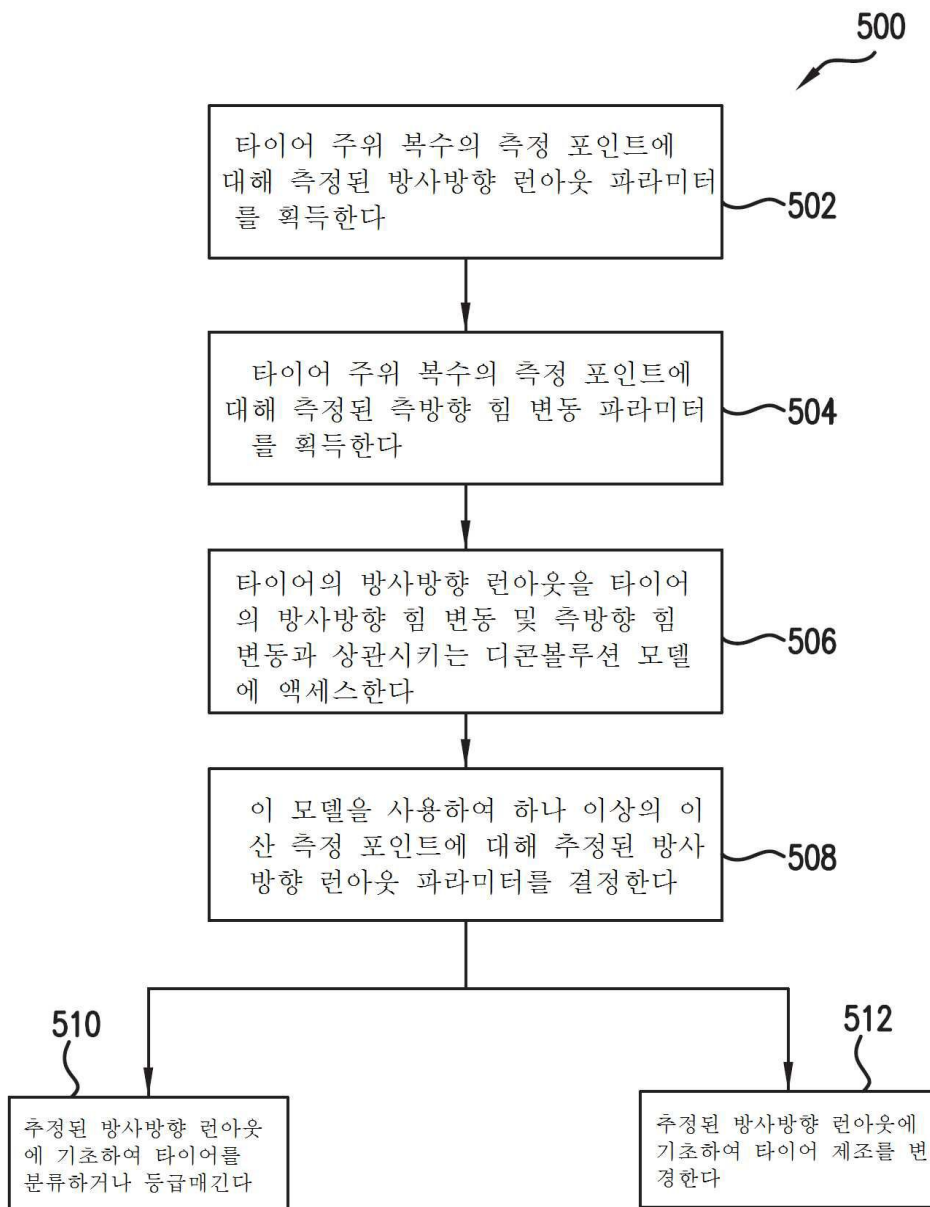 500
타이어 주위 복수의 측정 포인트에
대해 측정된 방사방향 런아웃 파라미터
를 획득한다
502
타이어 주위 복수의 측정 포인트에
대해 측정된 측방향 힘 변동 파라미터
를 획득한다
504
타이어의 방사방향 런아웃을 타이어
의 방사방향 힘 변동 및 측방향 힘
변동과 상관시키는 디콘볼루션 모델
에 액세스한다
506
이 모델을 사용하여 하나 이상의 이
산 측정 포인트에 대해 추정된 방사
방향 런아웃 파라미터를 결정한다
508
510
추정된 방사방향 런아웃
에 기초하여 타이어를
분류하거나 등급매긴다
512
추정된 방사방향 런아웃에
기초하여 타이어 제조를 변
경한다